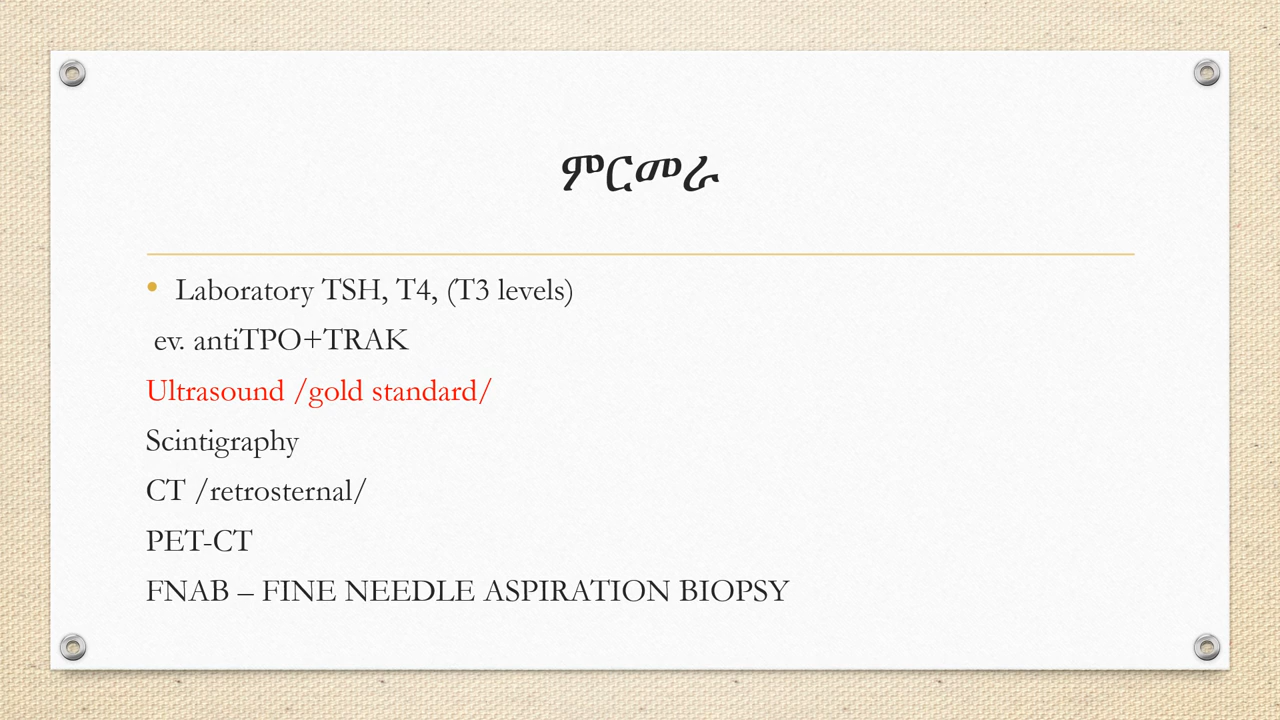 ምርመራ
• Laboratory TSH, T4, (T3 levels)
ev. antiTPO+TRAK
Ultrasound /gold standard/
Scintigraphy
CT /retrosternal/
PET-CT
FNAB – FINE NEEDLE ASPIRATION BIOPSY